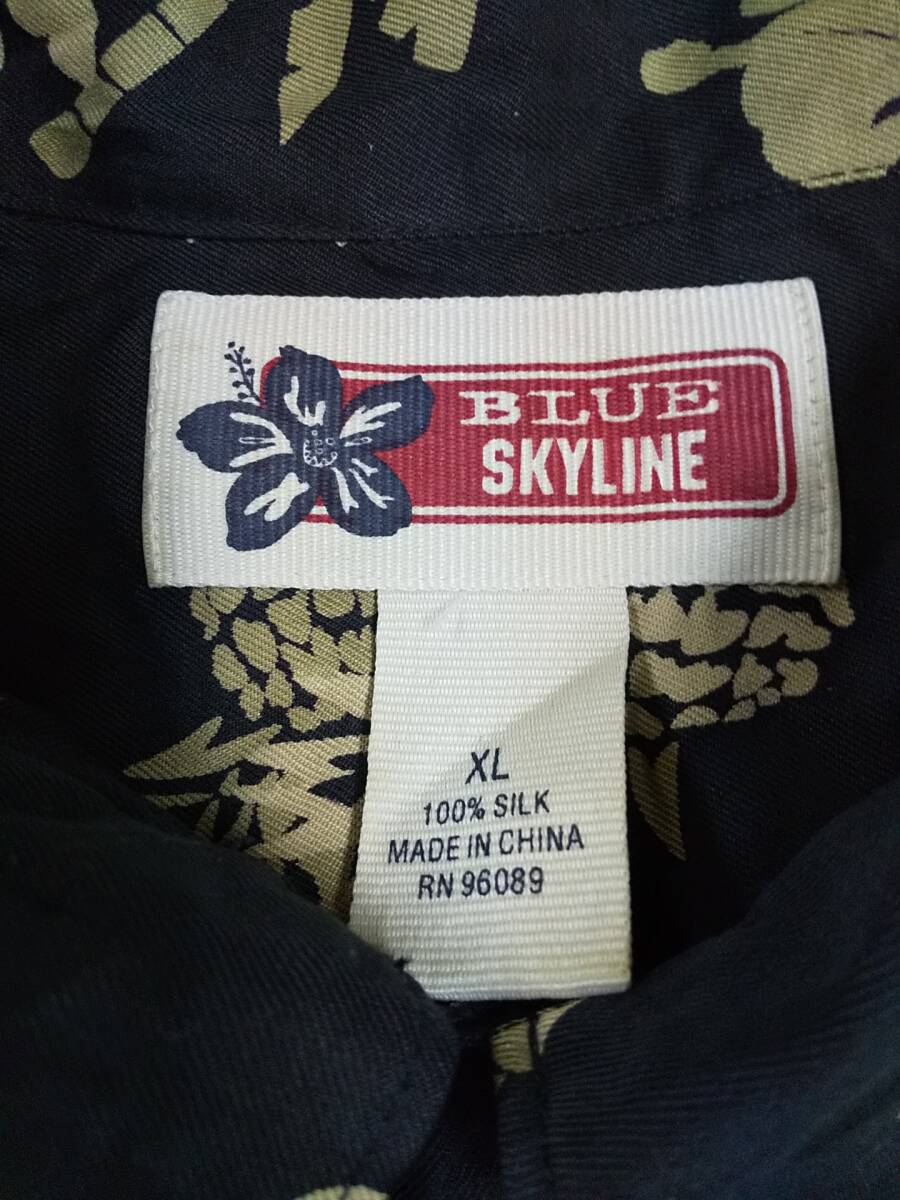 BLUE
SKYLINE
XL
100% SILK
MADE IN CHINA
RN 96089